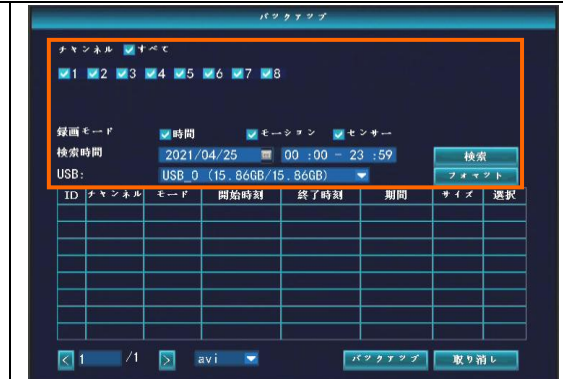 バックアップ
チャンネル すべて
1 2 3 4 5 6 7 8
録画モード 時間 モーション センサー
検索時間 2021/04/25 00 :00 - 23 :59 検索
USB: USB_0 (15.86GB/15.86GB) フォーマット
ID チャンネル モード 開始時刻 終了時刻 期間 サイズ 選択
< 1 /1 > avi バックアップ 取り消し